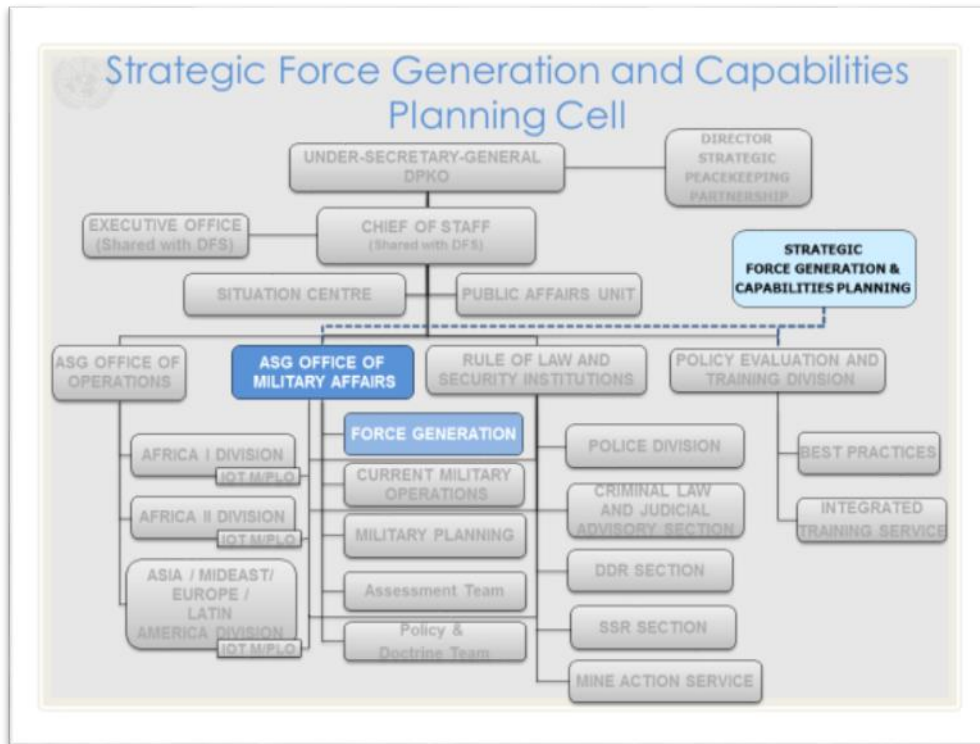 Strategic Force Generation and Capabilities
Planning Cell
UNDER-SECRETARY-GENERAL
DPKO
DIRECTOR
STRATEGIC
PEACEKEEPING
PARTNERSHIP
EXECUTIVE OFFICE
(Shared with DFS)
CHIEF OF STAFF
(Shared with DFS)
STRATEGIC
FORCE GENERATION &
CAPABILITIES PLANNING
SITUATION CENTRE
PUBLIC AFFAIRS UNIT
ASG OFFICE OF
OPERATIONS
ASG OFFICE OF
MILITARY AFFAIRS
RULE OF LAW AND
SECURITY INSTITUTIONS
POLICY EVALUATION AND
TRAINING DIVISION
AFRICA I DIVISION
IOT M/PLO
AFRICA II DIVISION
IOT M/PLO
ASIA / MIDEAST/
EUROPE /
LATIN
AMERICA DIVISION
IOT M/PLO
FORCE GENERATION
CURRENT MILITARY
OPERATIONS
MILITARY PLANNING
Assessment Team
Policy &
Doctrine Team
POLICE DIVISION
CRIMINAL LAW
AND JUDICIAL
ADVISORY SECTION
DDR SECTION
SSR SECTION
MINE ACTION SERVICE
BEST PRACTICES
INTEGRATED
TRAINING SERVICE